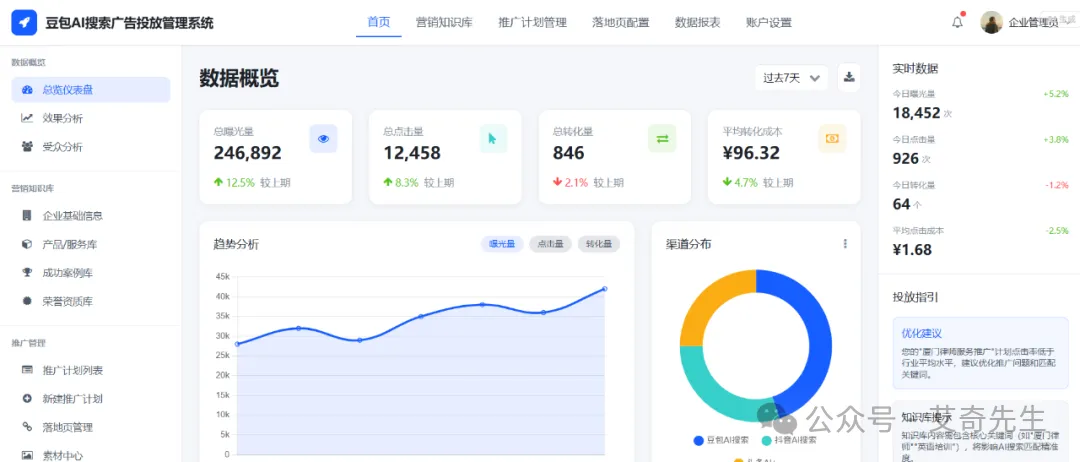 豆包AI搜索广告投放管理系统
首页
营销知识库
推广计划管理
落地页配置
数据报表
账户设置
企业管理员
数据概览
总览仪表盘
效果分析
受众分析
营销知识库
企业基础信息
产品/服务库
成功案例库
荣誉资质库
推广管理
推广计划列表
新建推广计划
落地页管理
素材中心
数据概览
过去7天
总曝光量
246,892
12.5% 较上期
总点击量
12,458
8.3% 较上期
总转化量
846
2.1% 较上期
平均转化成本
¥96.32
4.7% 较上期
趋势分析
曝光量
点击量
转化量
45k
40k
35k
30k
25k
20k
15k
10k
5k
0
渠道分布
豆包AI搜索
抖音AI搜索
实时数据
今日曝光量
+5.2%
18,452 次
今日点击量
+3.8%
926 次
今日转化量
-1.2%
64 个
平均点击成本
-2.5%
¥1.68
投放指引
优化建议
您的"厦门律师服务推广"计划点击率低于
行业平均水平，建议优化推广问题和匹配
关键词。
知识库提示
知识库内容需包含核心关键词（如"厦门律
师""英语培训"），将影响AI搜索匹配精准
度。
公众号 · 艾奇先生